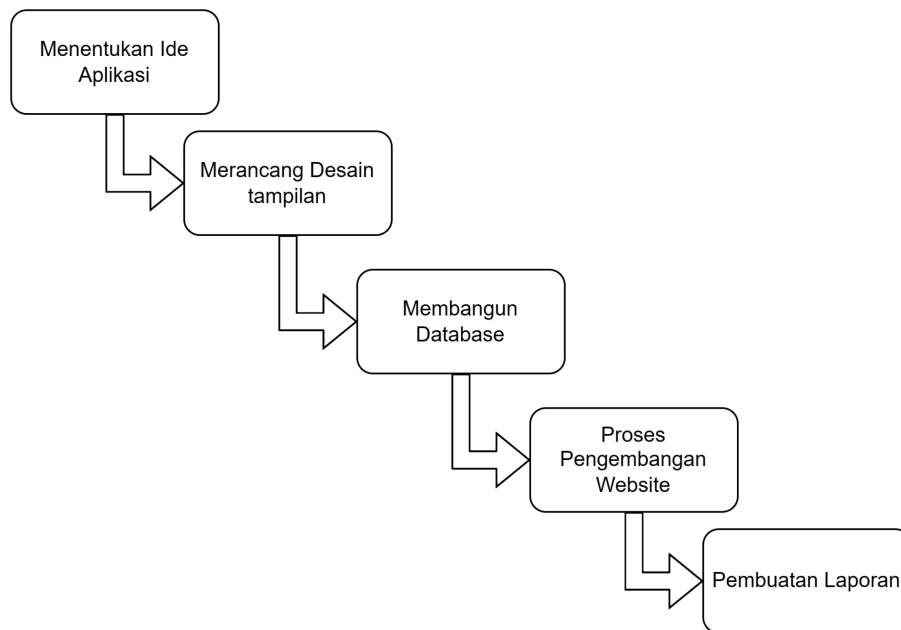 Menentukan Ide
Aplikasi
Merancang Desain
tampilan
Membangun
Database
Proses
Pengembangan
Website
Pembuatan Laporan